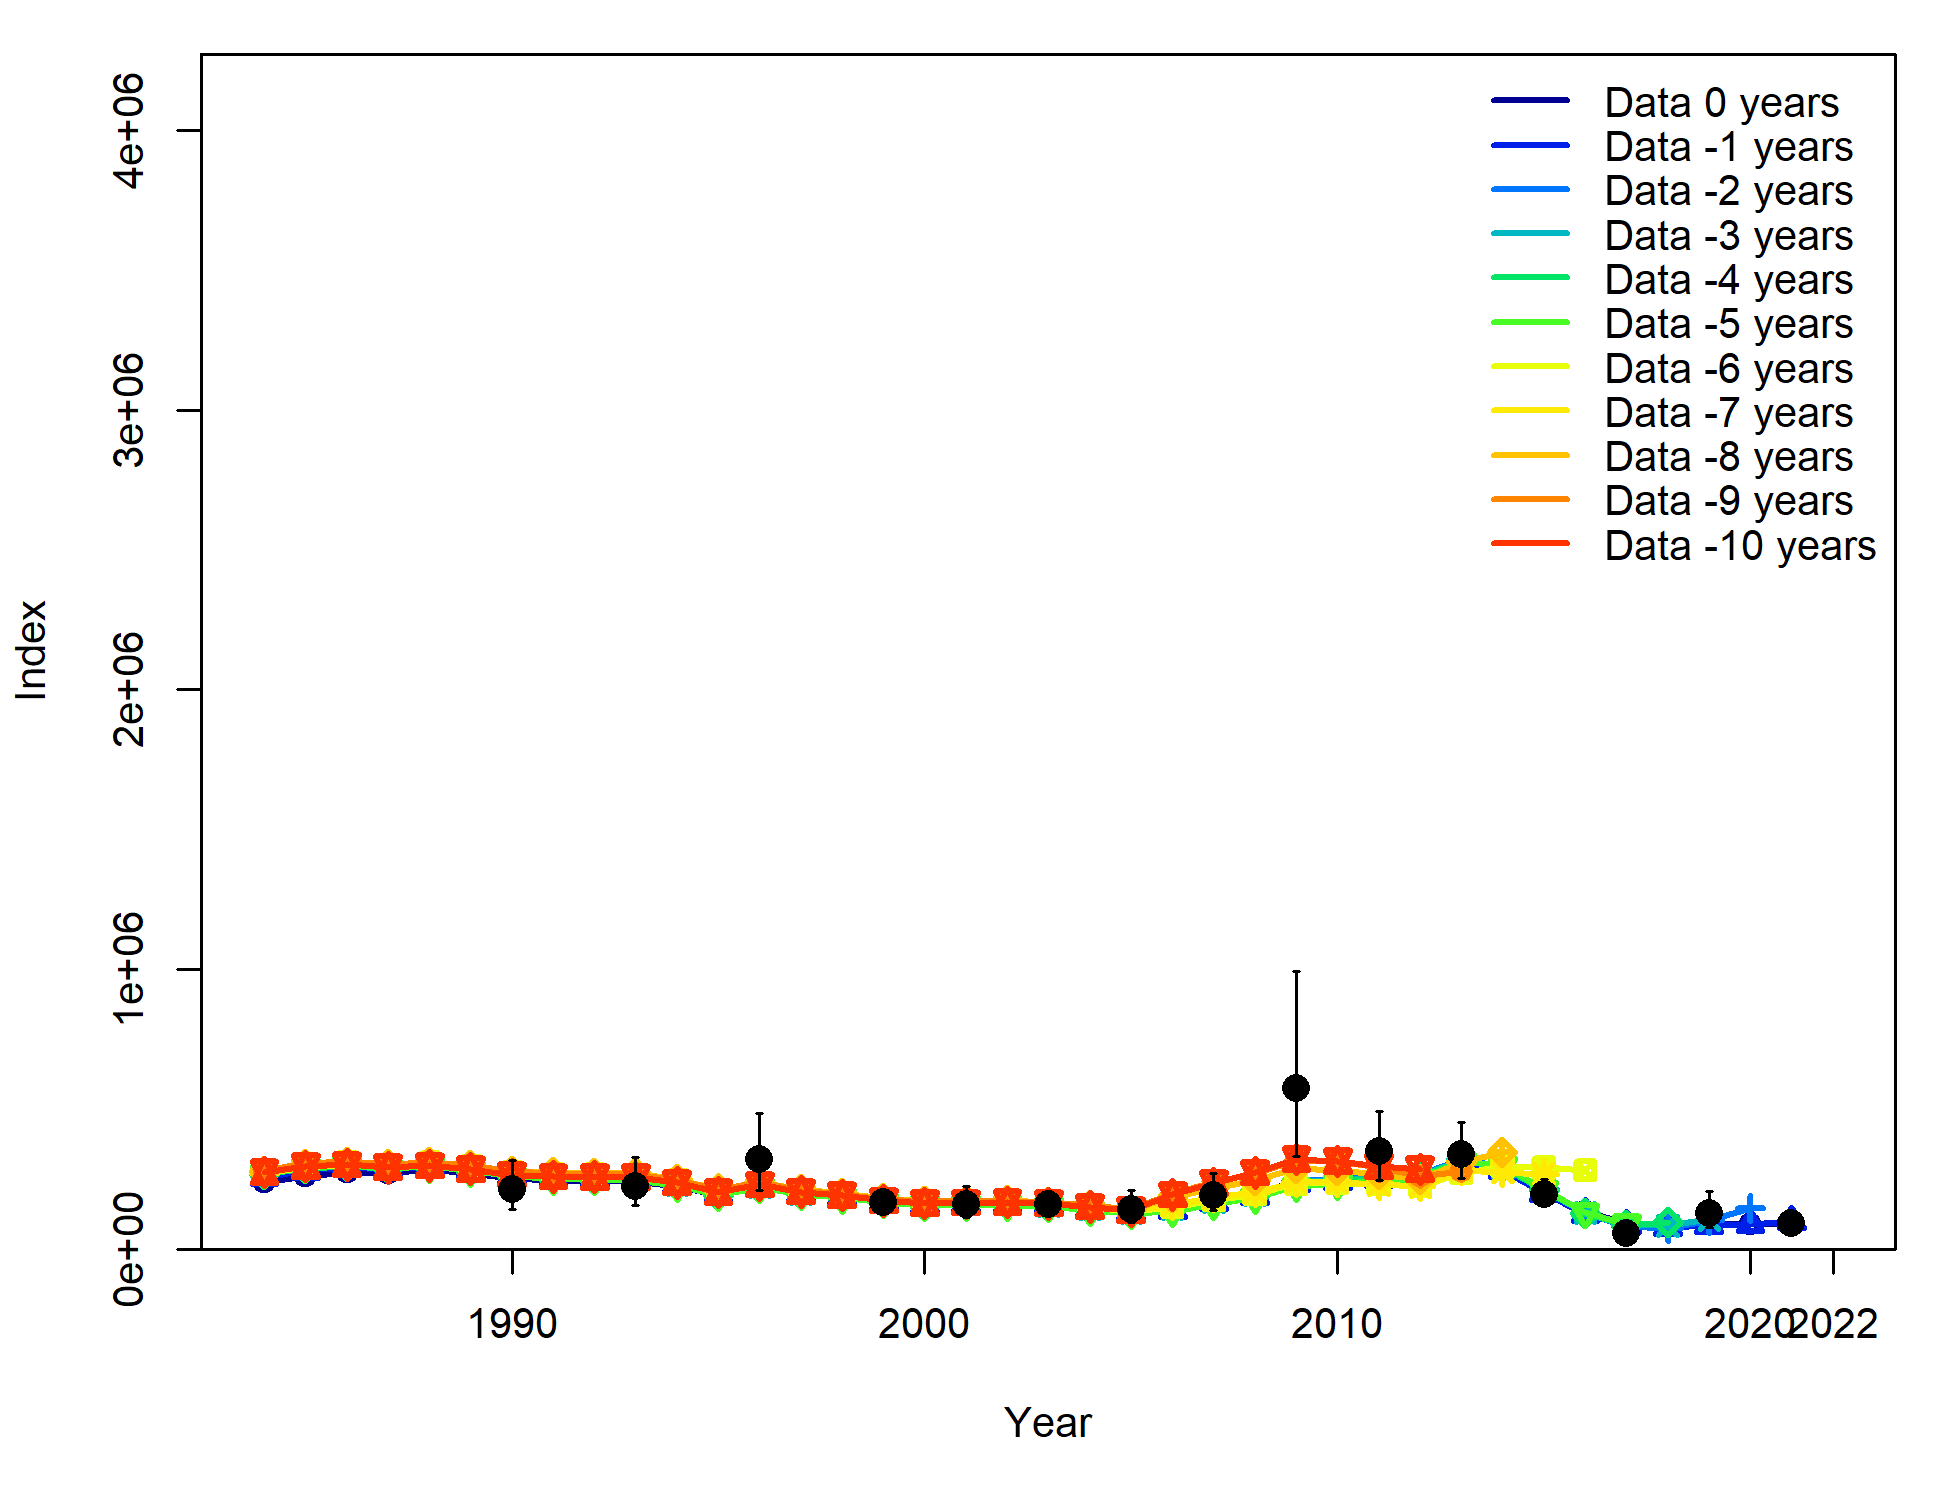 4e+06
3e+06
2e+06
1e+06
0e+00
Index
Data 0 years
Data -1 years
Data -2 years
Data -3 years
Data -4 years
Data -5 years
Data -6 years
Data -7 years
Data -8 years
Data -9 years
Data -10 years
1990 2000 2010 2020 2022
Year